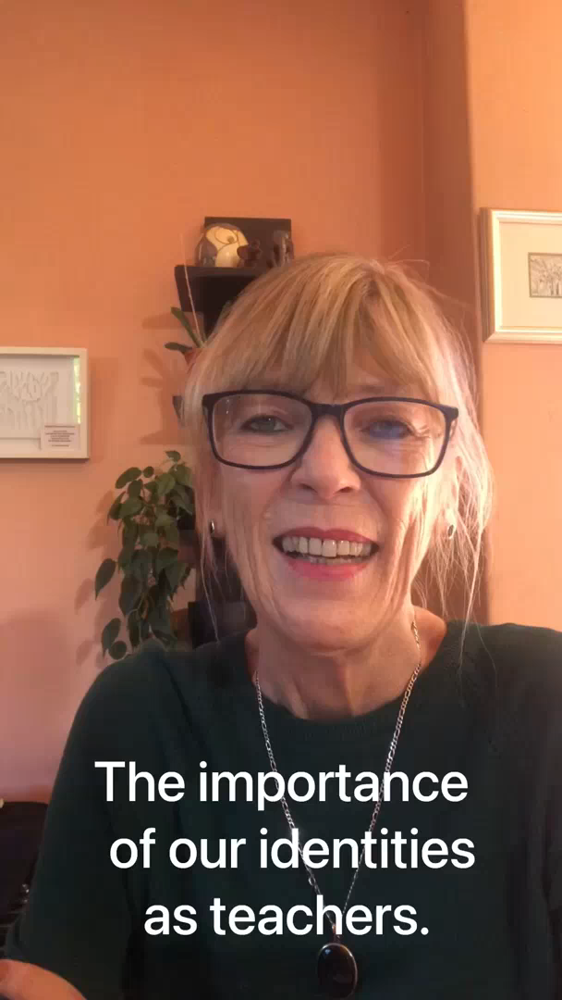 The importance
of our identities
as teachers.